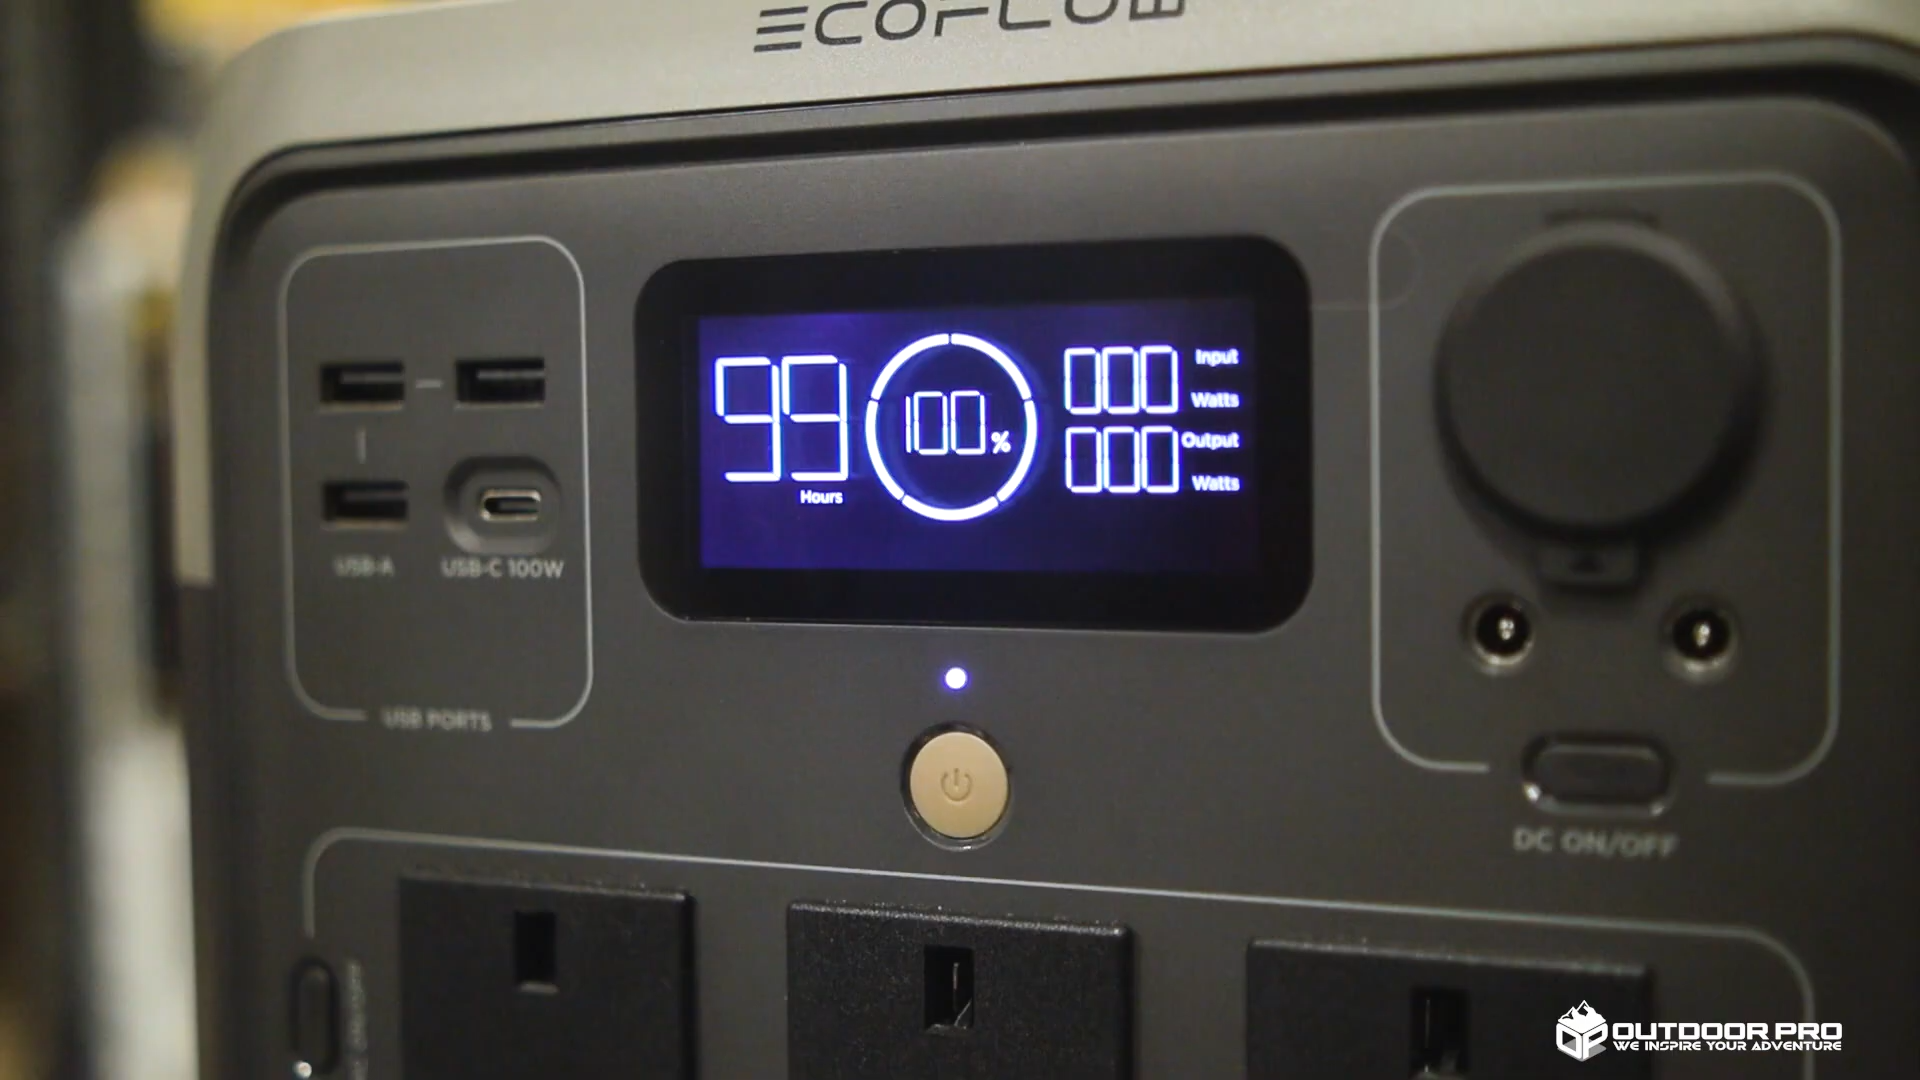 ECOFLOW
99
Hours
100%
000 Input
Watts
000 Output
Watts
USB-A
USB-C 100W
USB PORTS
DC ON/OFF
OUTDOOR PRO
WE INSPIRE YOUR ADVENTURE